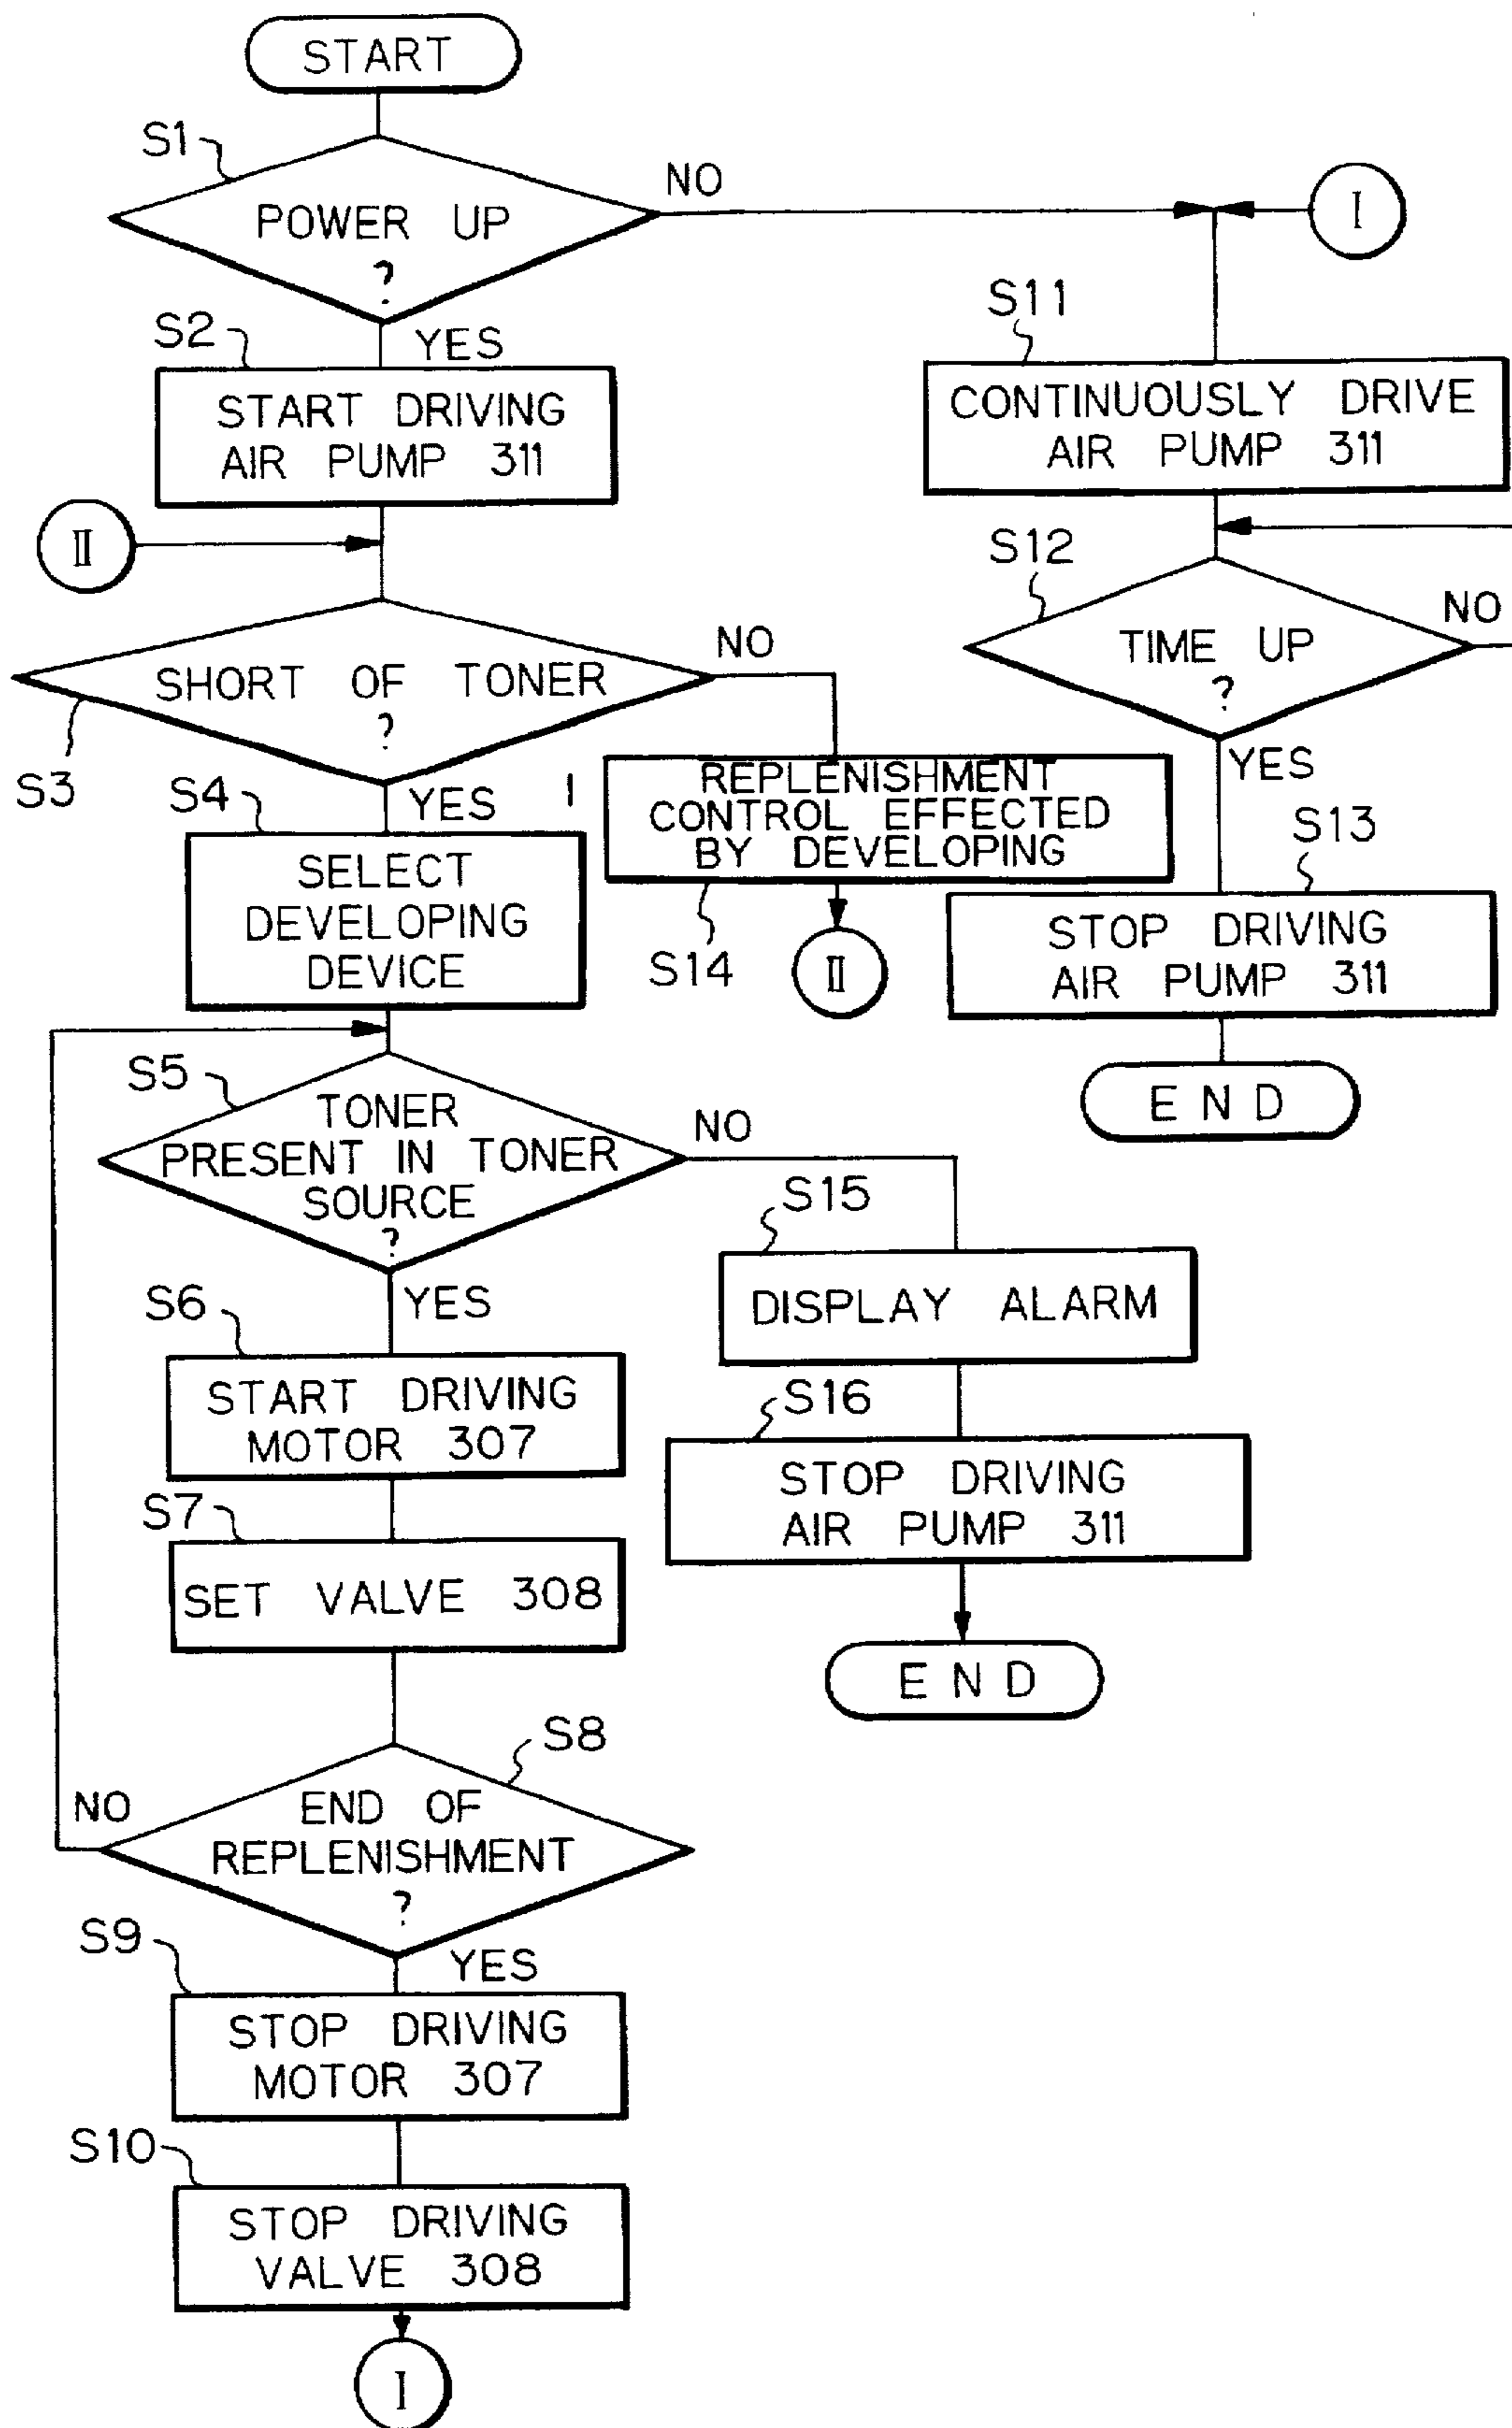 START
S1
POWER UP
?
NO
I
YES
S2
START DRIVING
AIR PUMP 311
II
S3
SHORT OF TONER
?
NO
YES
S4
SELECT
DEVELOPING
DEVICE
S5
TONER
PRESENT IN TONER
SOURCE
?
NO
YES
S6
START DRIVING
MOTOR 307
S7
SET VALVE 308
S8
END OF
REPLENISHMENT
?
NO
YES
S9
STOP DRIVING
MOTOR 307
S10
STOP DRIVING
VALVE 308
I
S11
CONTINUOUSLY DRIVE
AIR PUMP 311
S12
TIME UP
?
NO
YES
S13
STOP DRIVING
AIR PUMP 311
END
REPLENISHMENT
CONTROL EFFECTED
BY DEVELOPING
S14
II
S15
DISPLAY ALARM
S16
STOP DRIVING
AIR PUMP 311
END